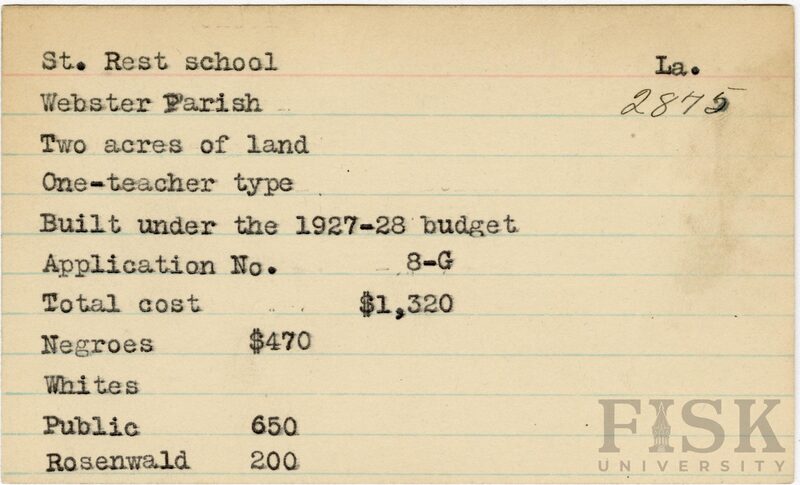 St. Rest school La.
Webster Parish 2875
Two acres of land
One-teacher type
Built under the 1927-28 budget
Application No. 8-G
Total cost $1,320
Negroes $470
Whites
Public 650
Rosenwald 200
FISK
UNIVERSITY